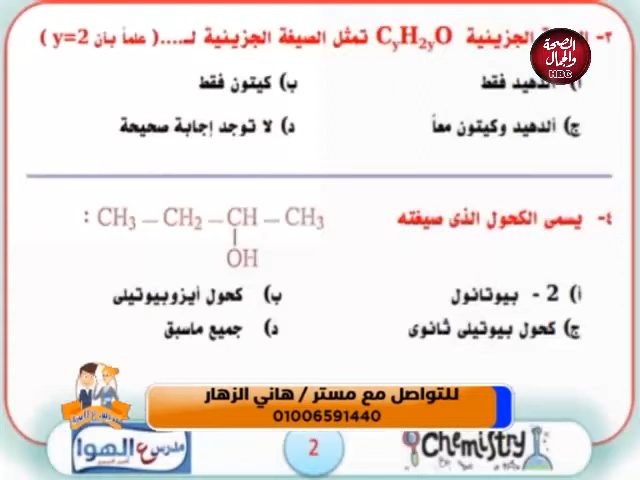 ٣- الجزيئية CyH2yO تمثل الصيغة الجزيئية لـ....( علماً بأن y=2 )
أ) ألدهيد فقط
ب) كيتون فقط
ج) ألدهيد وكيتون معاً
د) لا توجد إجابة صحيحة
الصحة والجمال
HBC
٤- يسمى الكحول الذى صيغته CH3 – CH2 – CH – CH3 :
OH
أ) 2 - بيوتانول
ب) كحول أيزوبيوتيلى
ج) كحول بيوتيلى ثانوى
د) جميع ماسبق
للتواصل مع مستر / هاني الزهار
01006591440
مدرس ع الهوا
2
Chemistry